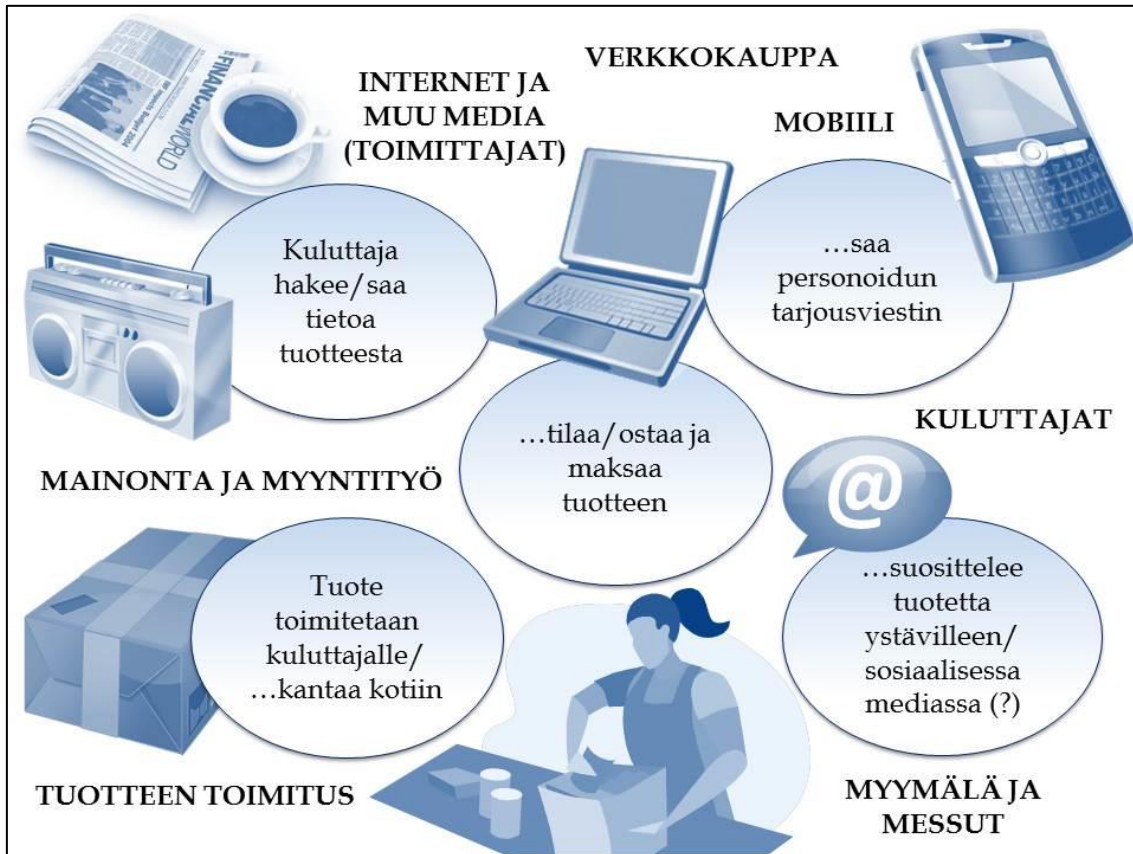 VERKKOKAUPPA
INTERNET JA
MUU MEDIA
(TOIMITTAJAT)
MOBIILI
FINANCIAL WORLD
Kuluttaja
hakee/saa
tietoa
tuotteesta
…saa
personoidun
tarjousviestin
…tilaa/ostaa ja
maksaa
tuotteen
KULUTTAJAT
@
MAINONTA JA MYYNTITYÖ
Tuote
toimitetaan
kuluttajalle/
…kantaa kotiin
…suosittelee
tuotetta
ystävilleen/
sosiaalisessa
mediassa (?)
TUOTTEEN TOIMITUS
MYYMÄLÄ JA
MESSUT